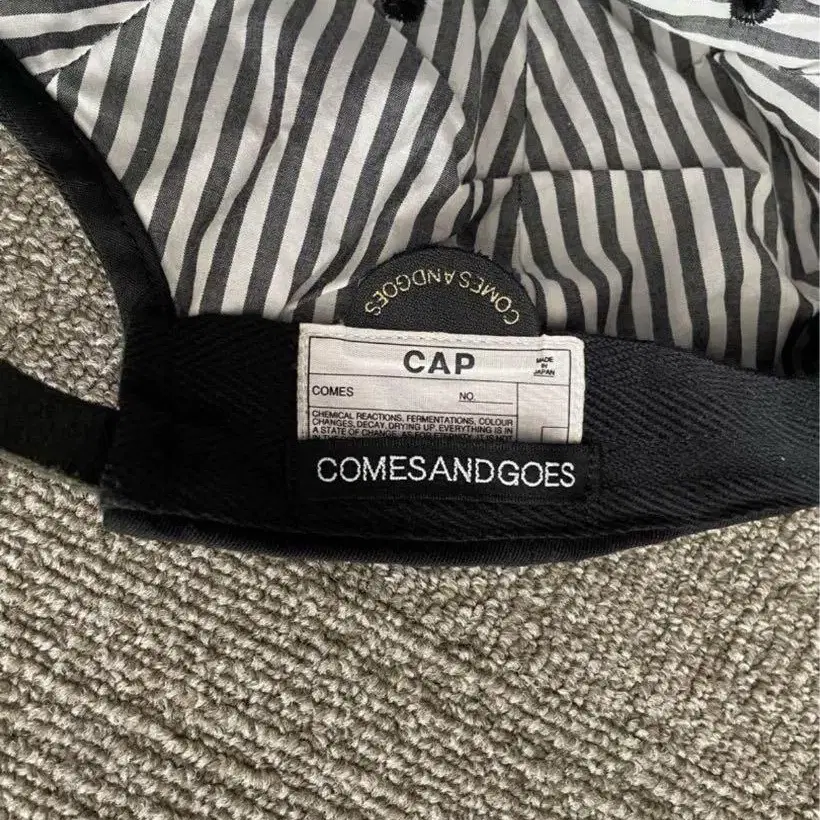 COMESANDGOES
CAP
MADE
IN
JAPAN
COMES
NO.
CHEMICAL REACTIONS, FERMENTATIONS, COLOUR
CHANGES, DECAY, DRYING UP. EVERYTHING IS IN
A STATE OF
COMESANDGOES